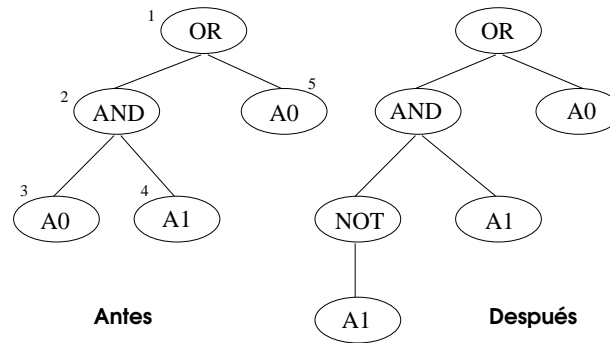 1 OR
2 AND
5 A0
3 A0
4 A1
Antes
OR
AND
A0
NOT
A1
A1
Después